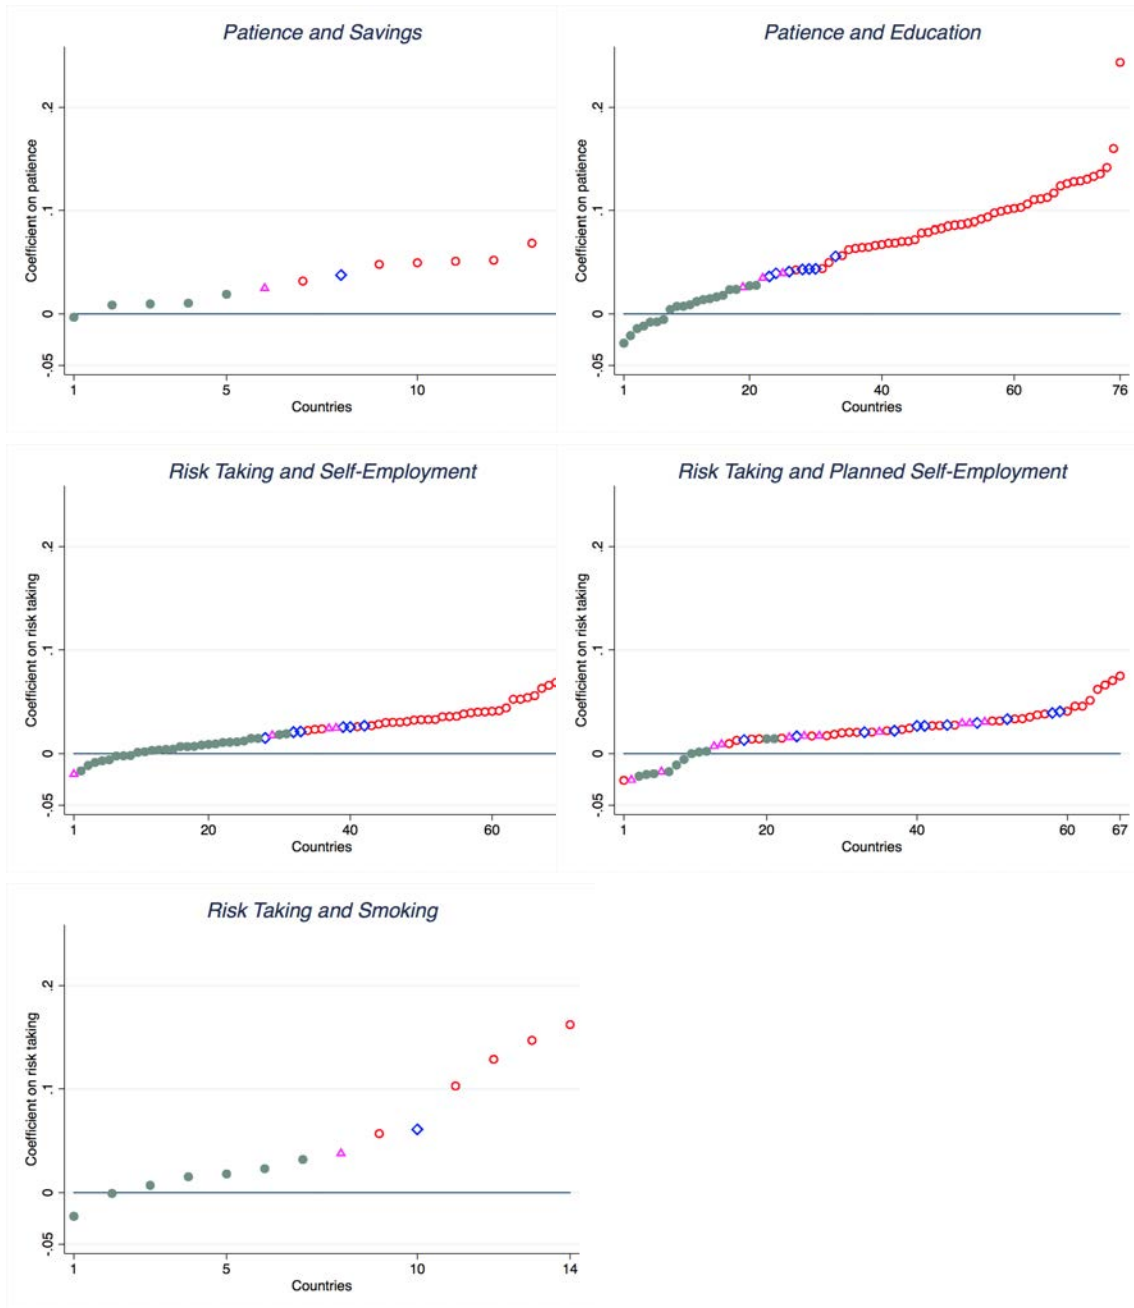 Patience and Savings
Coefficient on patience
.2
.1
0
-.05
1
5
10
Countries
Patience and Education
Coefficient on patience
.2
.1
0
-.05
1
20
40
60
76
Countries
Risk Taking and Self-Employment
Coefficient on risk taking
.2
.1
0
-.05
1
20
40
60
Countries
Risk Taking and Planned Self-Employment
Coefficient on risk taking
.2
.1
0
-.05
1
20
40
60
67
Countries
Risk Taking and Smoking
Coefficient on risk taking
.2
.1
0
-.05
1
5
10
14
Countries